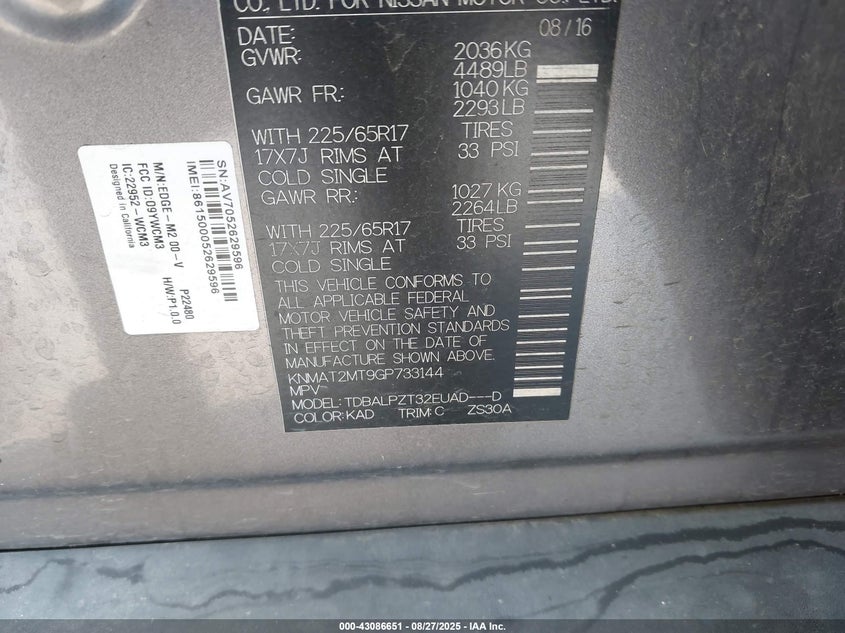 CO., LTD. FOR NISSAN MOTOR CO., LTD.
DATE: 08/16
GVWR: 2036KG
4489LB
GAWR FR.: 1040KG
2293LB
WITH 225/65R17 TIRES
17X7J RIMS AT 33 PSI
COLD SINGLE
GAWR RR.: 1027KG
2264LB
WITH 225/65R17 TIRES
17X7J RIMS AT 33 PSI
COLD SINGLE
THIS VEHICLE CONFORMS TO
ALL APPLICABLE FEDERAL
MOTOR VEHICLE SAFETY AND
THEFT PREVENTION STANDARDS
IN EFFECT ON THE DATE OF
MANUFACTURE SHOWN ABOVE.
KNMAT2MT9GP733144
MPV
MODEL:TDBALPZT32EUAD---D
COLOR:KAD TRIM:C ZS30A
SN:AV7052629596
IMEI:861500052629596
M/N:EDGE-M2 00-V P22480
FCC ID:09YWCM3 H/W:P1.0.0
IC:22952-WCM3
Designed in California
000-43086651 - 08/27/2025 - IAA Inc.